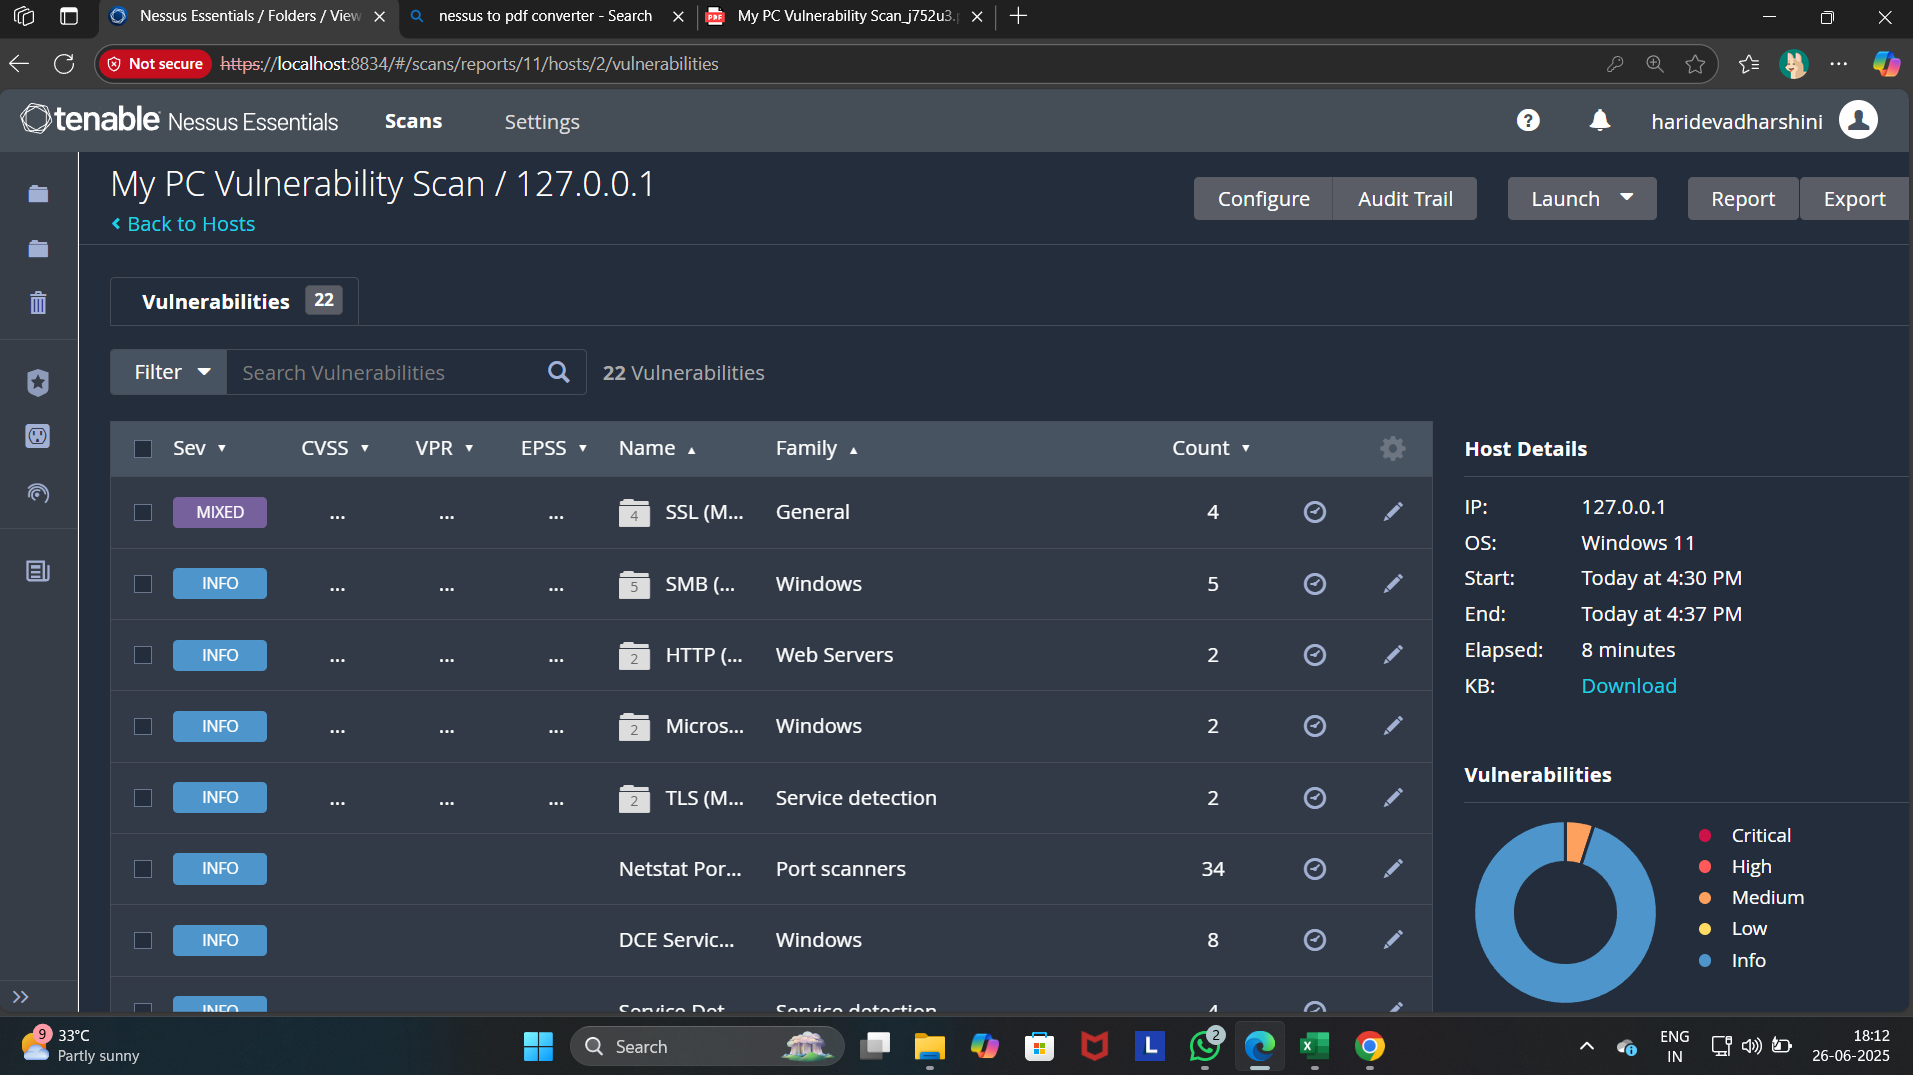 Nessus Essentials / Folders / View
nessus to pdf converter - Search
My PC Vulnerability Scan_j752u3.p
Not secure
https://localhost:8834/#/scans/reports/11/hosts/2/vulnerabilities
tenable Nessus Essentials
Scans
Settings
?
haridevadharshini
My PC Vulnerability Scan / 127.0.0.1
Back to Hosts
Configure
Audit Trail
Launch
Report
Export
Vulnerabilities 22
Filter
Search Vulnerabilities
22 Vulnerabilities
Sev CVSS VPR EPSS Name Family Count
MIXED ... ... ... 4 SSL (M... General 4
INFO ... ... ... 5 SMB (... Windows 5
INFO ... ... ... 2 HTTP (... Web Servers 2
INFO ... ... ... 2 Micros... Windows 2
INFO ... ... ... 2 TLS (M... Service detection 2
INFO Netstat Por... Port scanners 34
INFO DCE Servic... Windows 8
INFO Service Det... Service detection 4
Host Details
IP: 127.0.0.1
OS: Windows 11
Start: Today at 4:30 PM
End: Today at 4:37 PM
Elapsed: 8 minutes
KB: Download
Vulnerabilities
Critical
High
Medium
Low
Info
9
33°C
Partly sunny
Search
L
2
ENG
IN
18:12
26-06-2025